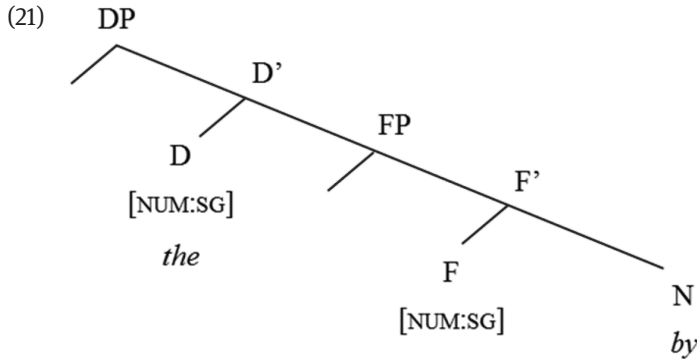 (21) DP
D’
D
FP
[NUM:SG]
F’
the
F
N
[NUM:SG]
by